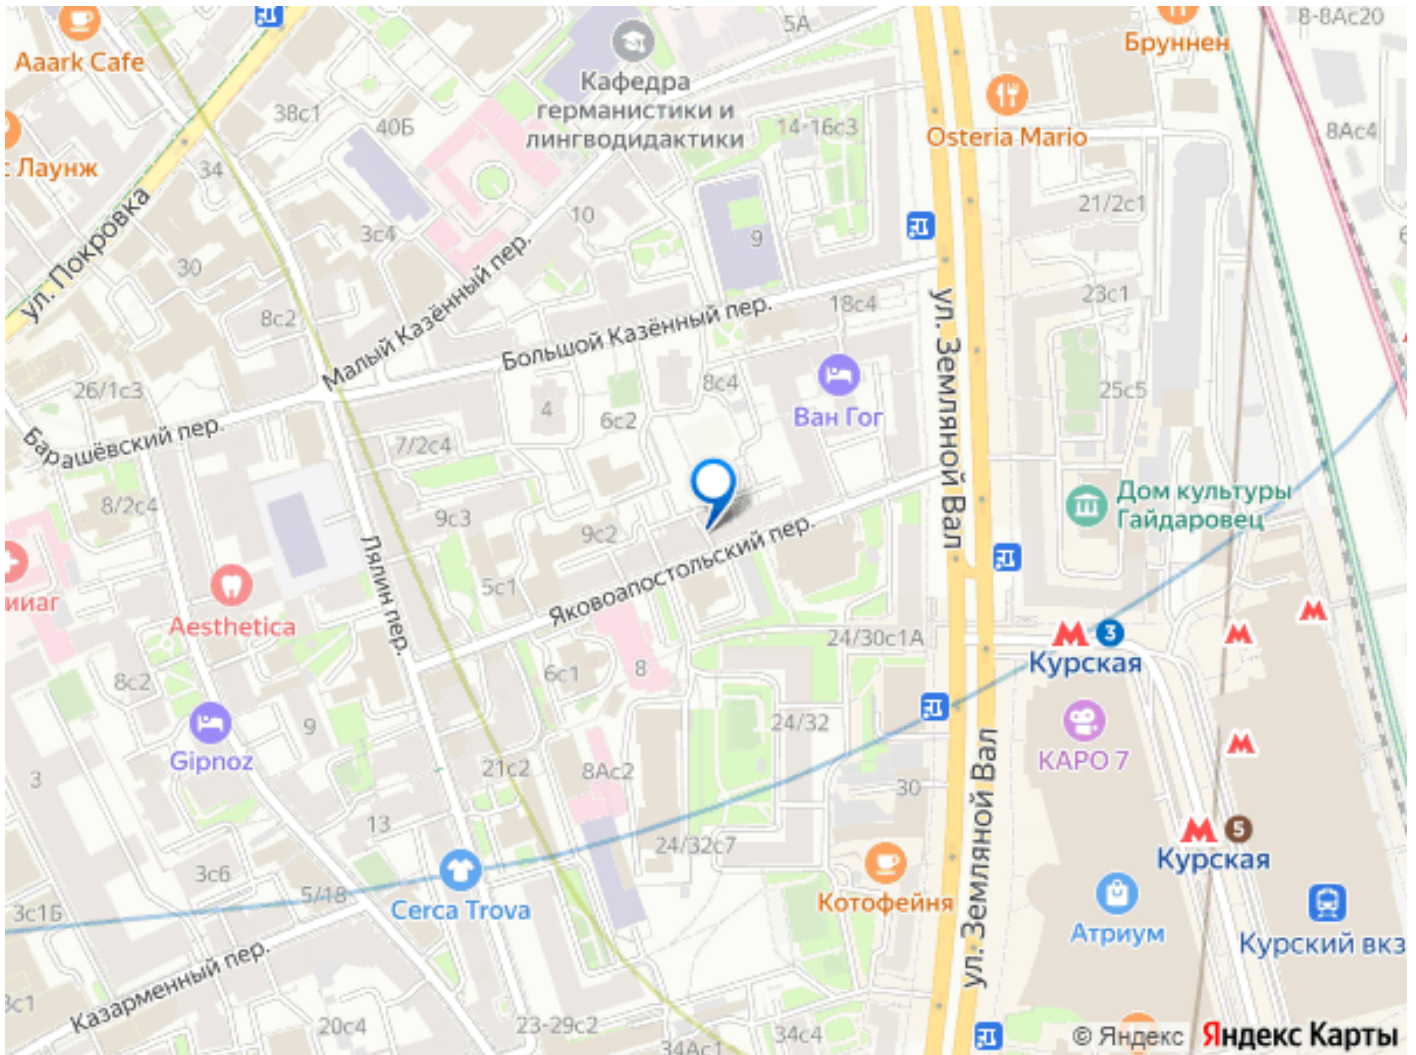 5А
8-8Ас20
Aaark Cafe
Бруннен
Кафедра
германистики и
лингводидактики
38с1
40Б
14-16с3
Osteria Mario
8Ас4
с Лаунж
34
ул. Покровка
3с4
10
9
21/2с1
30
Малый Казённый пер.
8с2
Большой Казённый пер.
18с4
23с1
ул. Земляной Вал
26/1с3
4
6с2
8с4
Ван Гог
25с5
Барашёвский пер.
7/2с4
8/2с4
9с3
9с2
Дом культуры
Гайдаровец
Лялин пер.
Яковоапостольский пер.
5с1
ииаг
Aesthetica
24/30с1А
3
Курская
8с2
6с1
8
9
24/32
Gipnoz
21с2
8Ас2
КАРО 7
3
30
ул. Земляной Вал
13
24/32с7
5
Курская
3с6
5/18
Cerca Trova
Котофейня
3с1Б
Атриум
Курский вкз
Казарменный пер.
3с1
20с4
23-29с2
34с4
34Ас1
© Яндекс Яндекс Карты